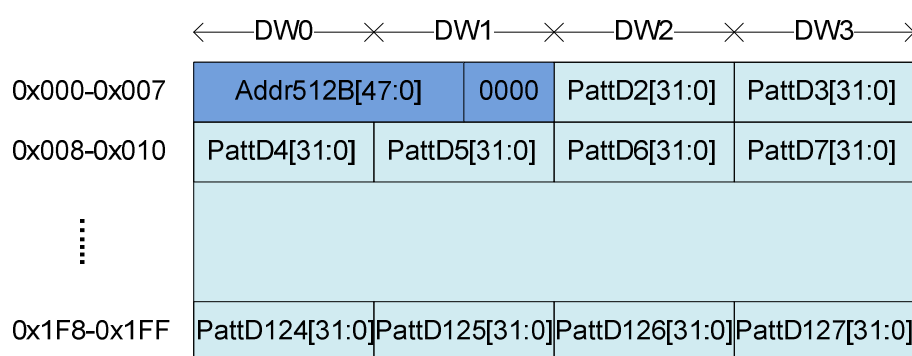 DW0 DW1 DW2 DW3
0x000-0x007 Addr512B[47:0] 0000 PattD2[31:0] PattD3[31:0]
0x008-0x010 PattD4[31:0] PattD5[31:0] PattD6[31:0] PattD7[31:0]
0x1F8-0x1FF PattD124[31:0] PattD125[31:0] PattD126[31:0] PattD127[31:0]